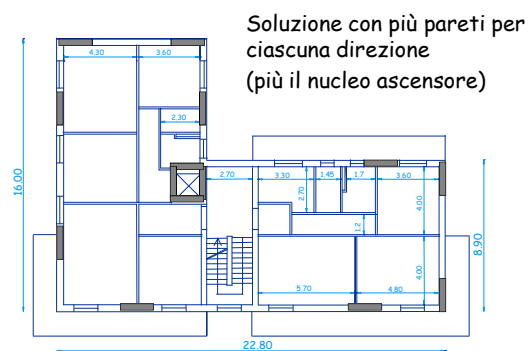 Soluzione con più pareti per
ciascuna direzione
(più il nucleo ascensore)
4.30 3.60
2.30
16.00
2.70 3.30 1.45 1.7 3.60
2.70 4.00
1.2
8.90
4.00
5.70 4.80
22.80